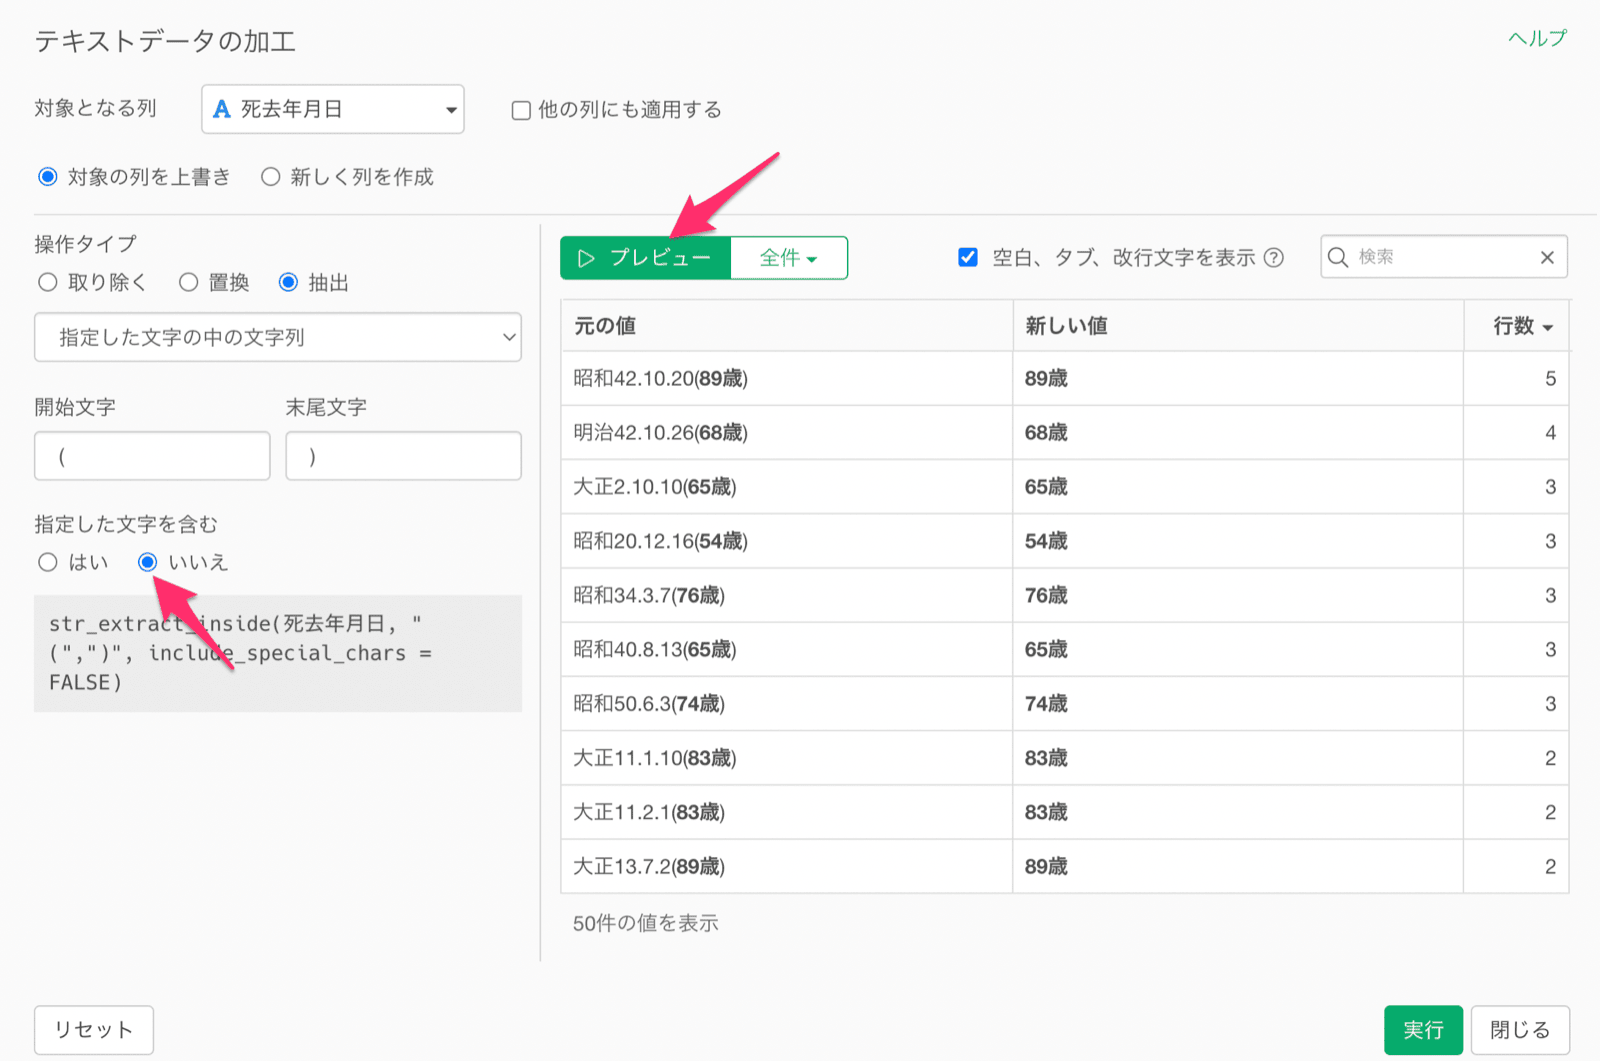 テキストデータの加工
ヘルプ
対象となる列
A 死去年月日
他の列にも適用する
対象の列を上書き
新しく列を作成
操作タイプ
取り除く
置換
抽出
指定した文字の中の文字列
開始文字
末尾文字
(
)
指定した文字を含む
はい
いいえ
str_extract_inside(死去年月日, "
(",")", include_special_chars =
FALSE)
プレビュー
全件
空白、タブ、改行文字を表示
検索
元の値 新しい値 行数
昭和42.10.20(89歳) 89歳 5
明治42.10.26(68歳) 68歳 4
大正2.10.10(65歳) 65歳 3
昭和20.12.16(54歳) 54歳 3
昭和34.3.7(76歳) 76歳 3
昭和40.8.13(65歳) 65歳 3
昭和50.6.3(74歳) 74歳 3
大正11.1.10(83歳) 83歳 2
大正11.2.1(83歳) 83歳 2
大正13.7.2(89歳) 89歳 2
50件の値を表示
リセット
実行
閉じる